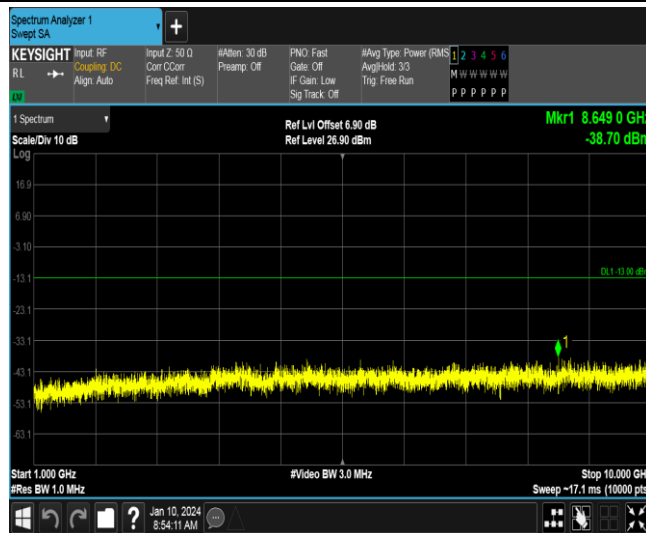 Spectrum Analyzer 1
Swept SA
+
KEYSIGHT
RL
Input: RF
Coupling: DC
Align: Auto
Input Z: 50 Ω
Corr CCorr
Freq Ref: Int (S)
#Atten: 30 dB
Preamp: Off
PNO: Fast
Gate: Off
IF Gain: Low
Sig Track: Off
#Avg Type: Power (RMS
Avg|Hold: 3/3
Trig: Free Run
1 2 3 4 5 6
M W W W W W
P P P P P P
1 Spectrum
Scale/Div 10 dB
Log
Ref Lvl Offset 6.90 dB
Ref Level 26.90 dBm
Mkr1 8.649 0 GHz
-38.70 dBm
16.9
6.90
-3.10
-13.1
DL1 -13.00 dBm
-23.1
-33.1
1
-43.1
-53.1
-63.1
Start 1.000 GHz
#Res BW 1.0 MHz
#Video BW 3.0 MHz
Stop 10.000 GH
Sweep ~17.1 ms (10000 pts
?
Jan 10, 2024
8:54:11 AM